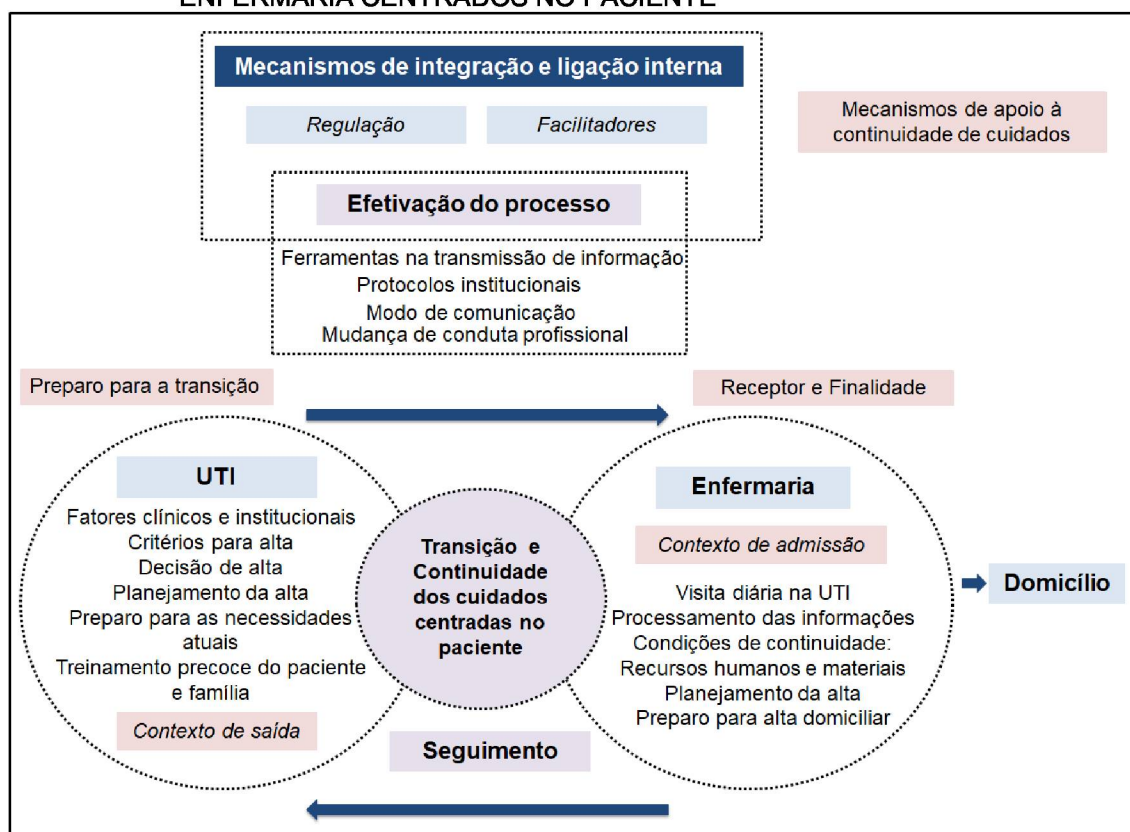 ENFERMARIA CENTRADOS NO PACIENTE
Mecanismos de integração e ligação interna
Regulação
Facilitadores
Mecanismos de apoio à
continuidade de cuidados
Efetivação do processo
Ferramentas na transmissão de informação
Protocolos institucionais
Modo de comunicação
Mudança de conduta profissional
Preparo para a transição
Receptor e Finalidade
UTI
Fatores clínicos e institucionais
Critérios para alta
Decisão de alta
Planejamento da alta
Preparo para as necessidades
atuais
Treinamento precoce do paciente
e família
Contexto de saída
Transição e
Continuidade
dos cuidados
centradas no
paciente
Enfermaria
Contexto de admissão
Visita diária na UTI
Processamento das informações
Condições de continuidade:
Recursos humanos e materiais
Planejamento da alta
Preparo para alta domiciliar
Domicílio
Seguimento